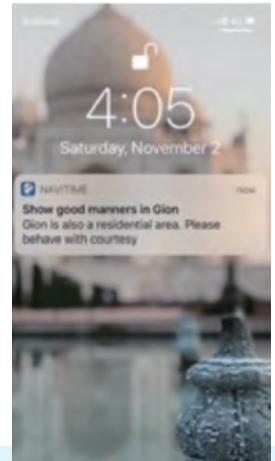 4:05
Saturday, November 2
NAVITIME now
Show good manners in Gion
Gion is also a residential area. Please
behave with courtesy